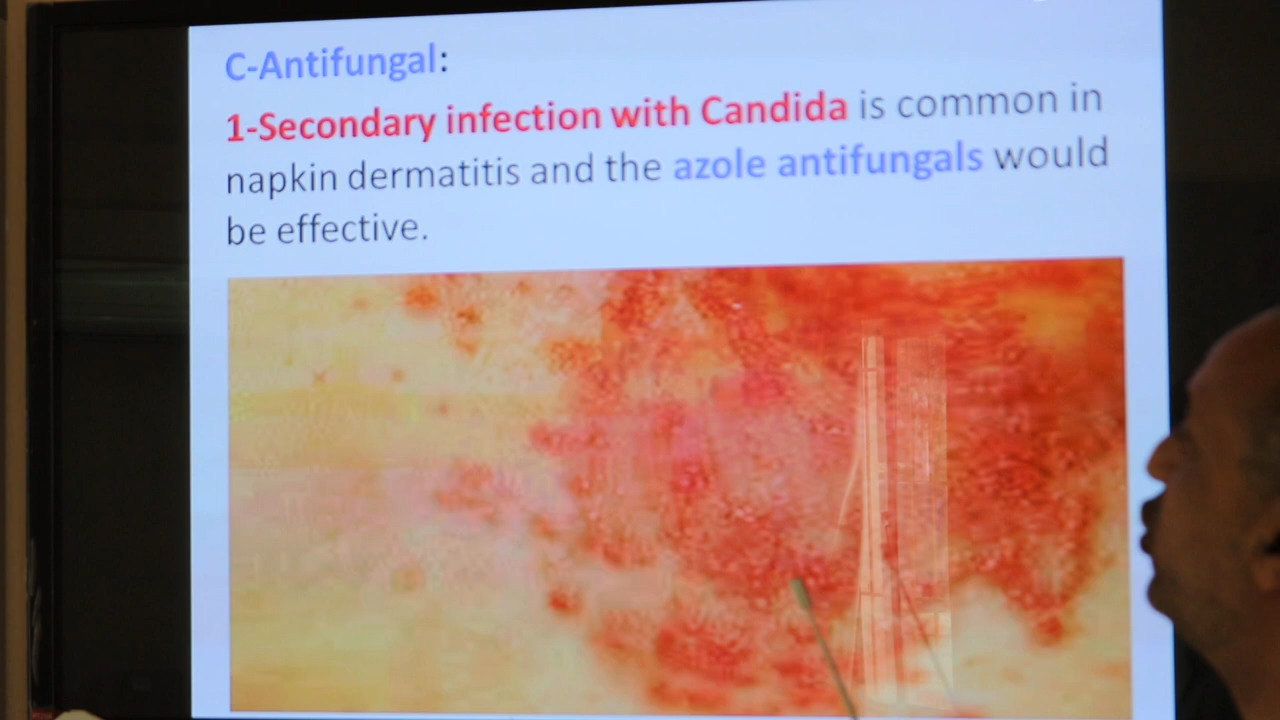 C-Antifungal:
1-Secondary infection with Candida is common in
napkin dermatitis and the azole antifungals would
be effective.